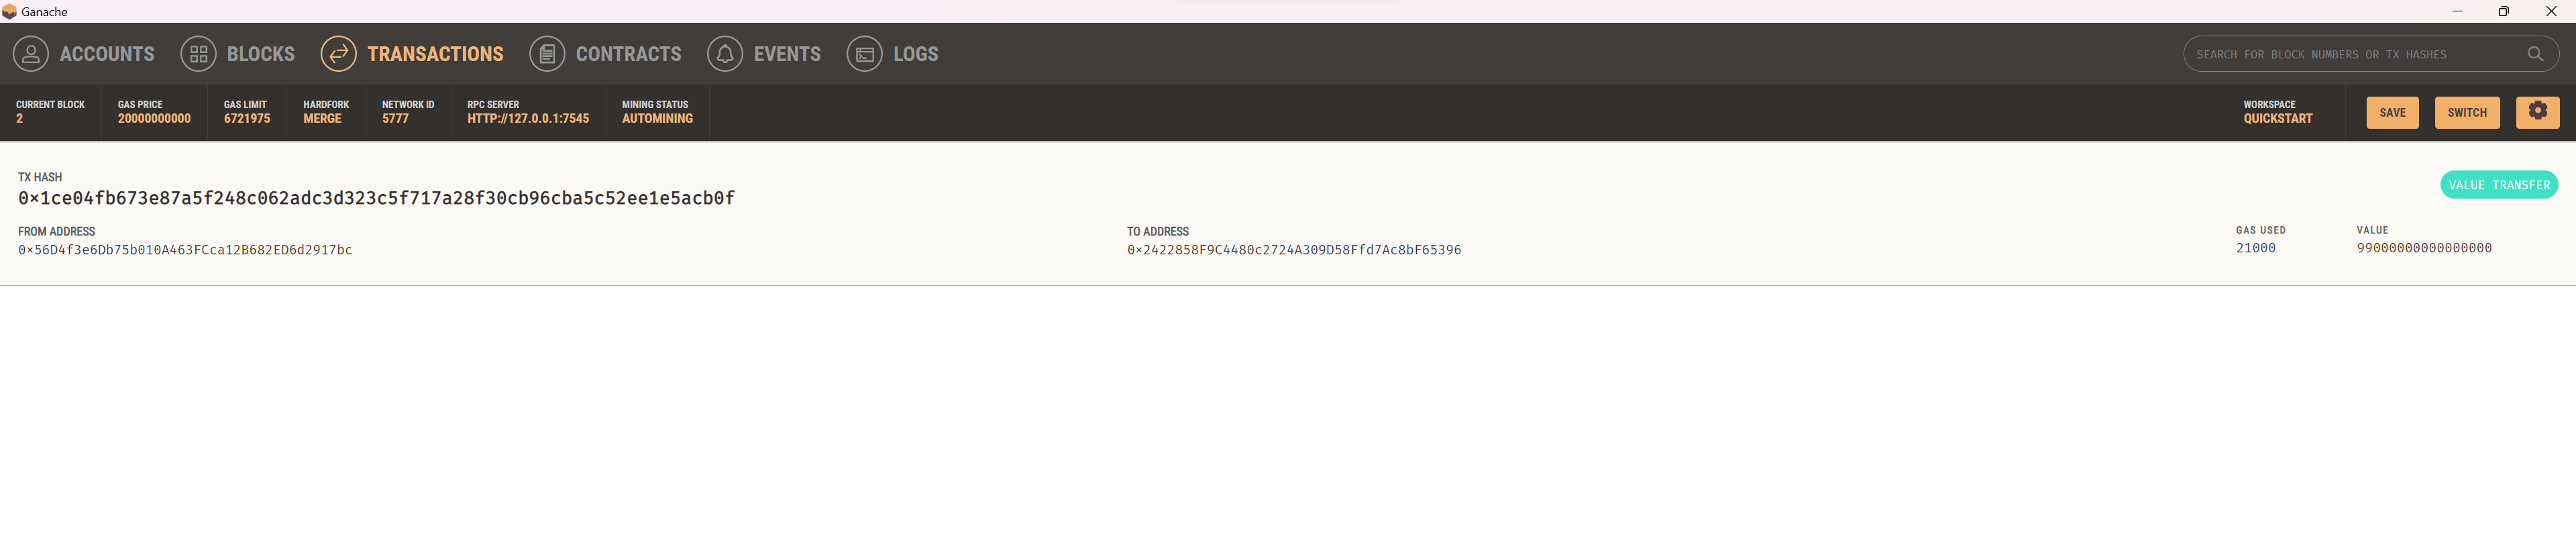 Ganache
ACCOUNTS BLOCKS TRANSACTIONS CONTRACTS EVENTS LOGS SEARCH FOR BLOCK NUMBERS OR TX HASHES
CURRENT BLOCK GAS PRICE GAS LIMIT HARDFORK NETWORK ID RPC SERVER MINING STATUS WORKSPACE
2 20000000000 6721975 MERGE 5777 HTTP://127.0.0.1:7545 AUTOMINING QUICKSTART SAVE SWITCH
TX HASH
0×1ce04fb673e87a5f248c062adc3d323c5f717a28f30cb96cba5c52ee1e5acb0f VALUE TRANSFER
FROM ADDRESS TO ADDRESS GAS USED VALUE
0×56D4f3e6Db75b010A463FCca12B682ED6d2917bc 0×2422858F9C4480c2724A309D58Ffd7Ac8bF65396 21000 99000000000000000